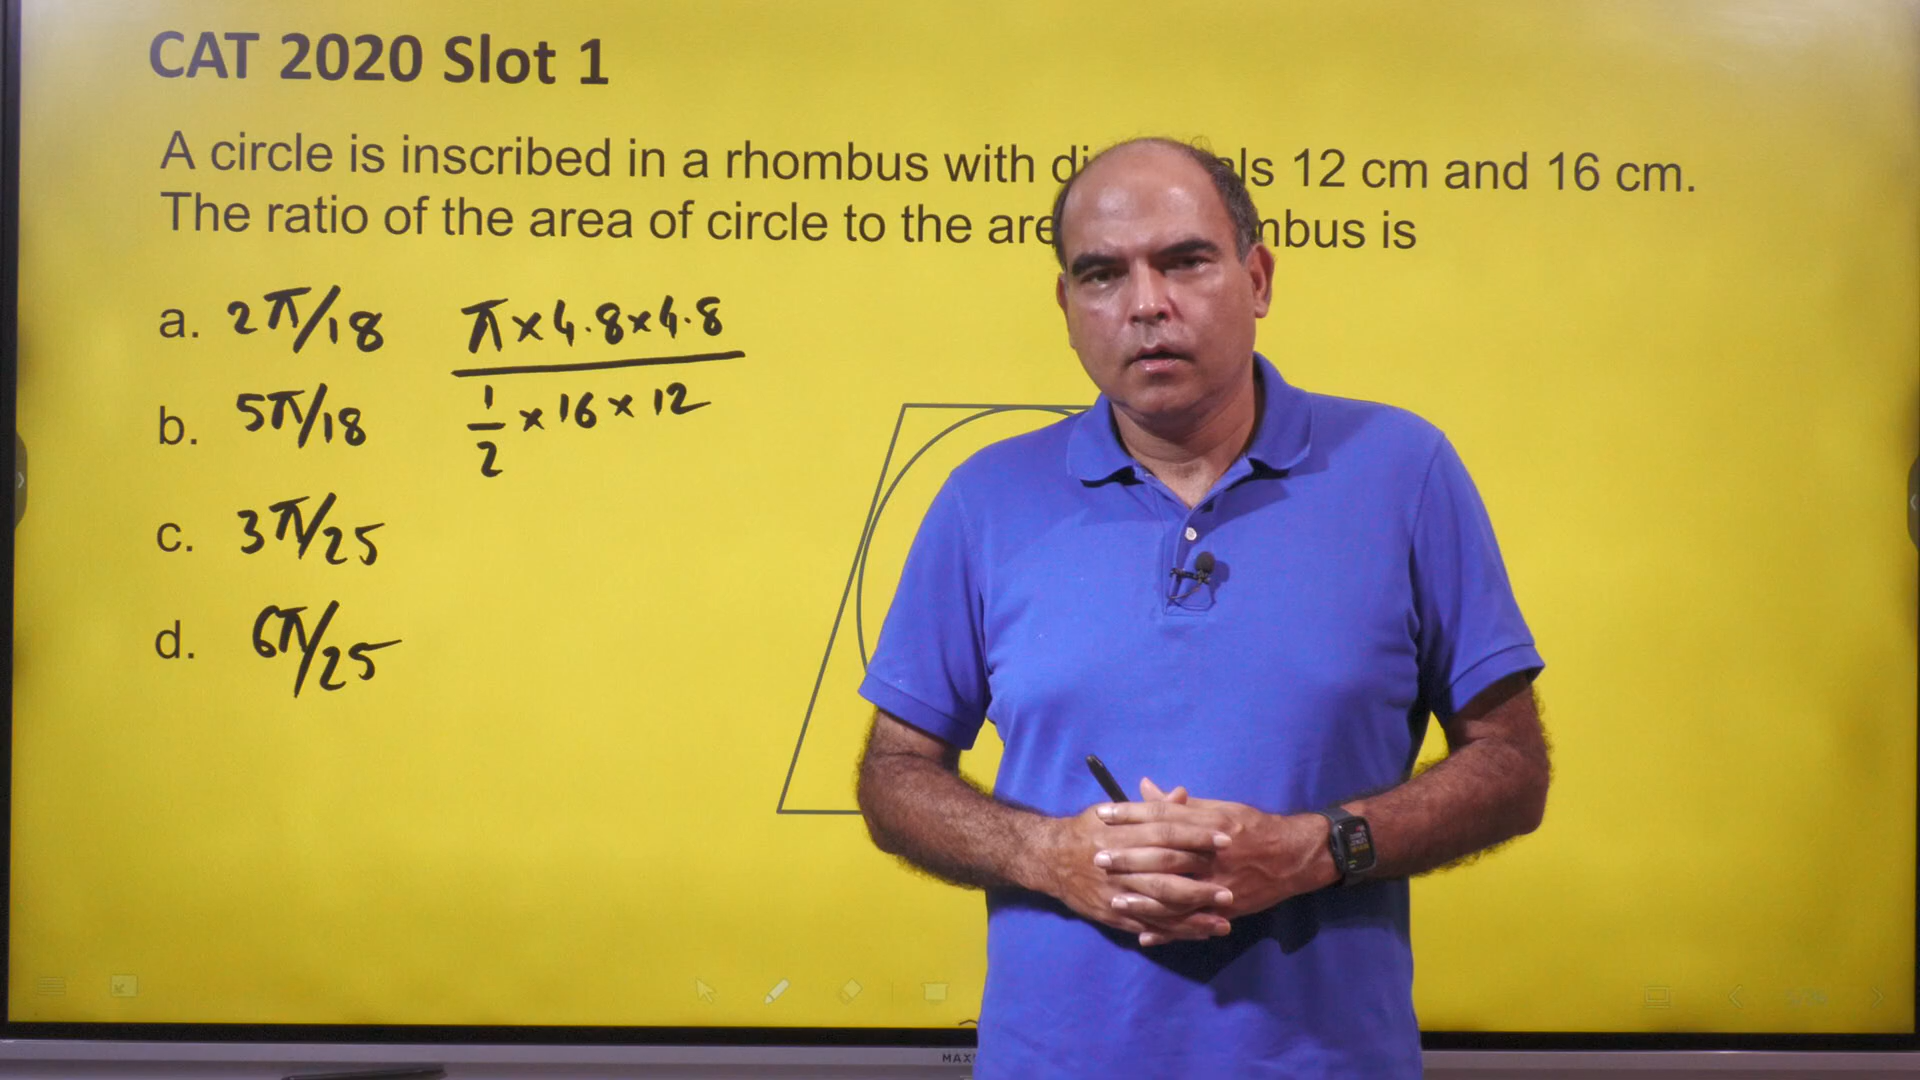 CAT 2020 Slot 1
A circle is inscribed in a rhombus with di als 12 cm and 16 cm.
The ratio of the area of circle to the are mbus is
a. 2π/18
b. 5π/18
c. 3π/25
d. 6π/25
π×4.8×4.8
1/2 ×16×12
MAX